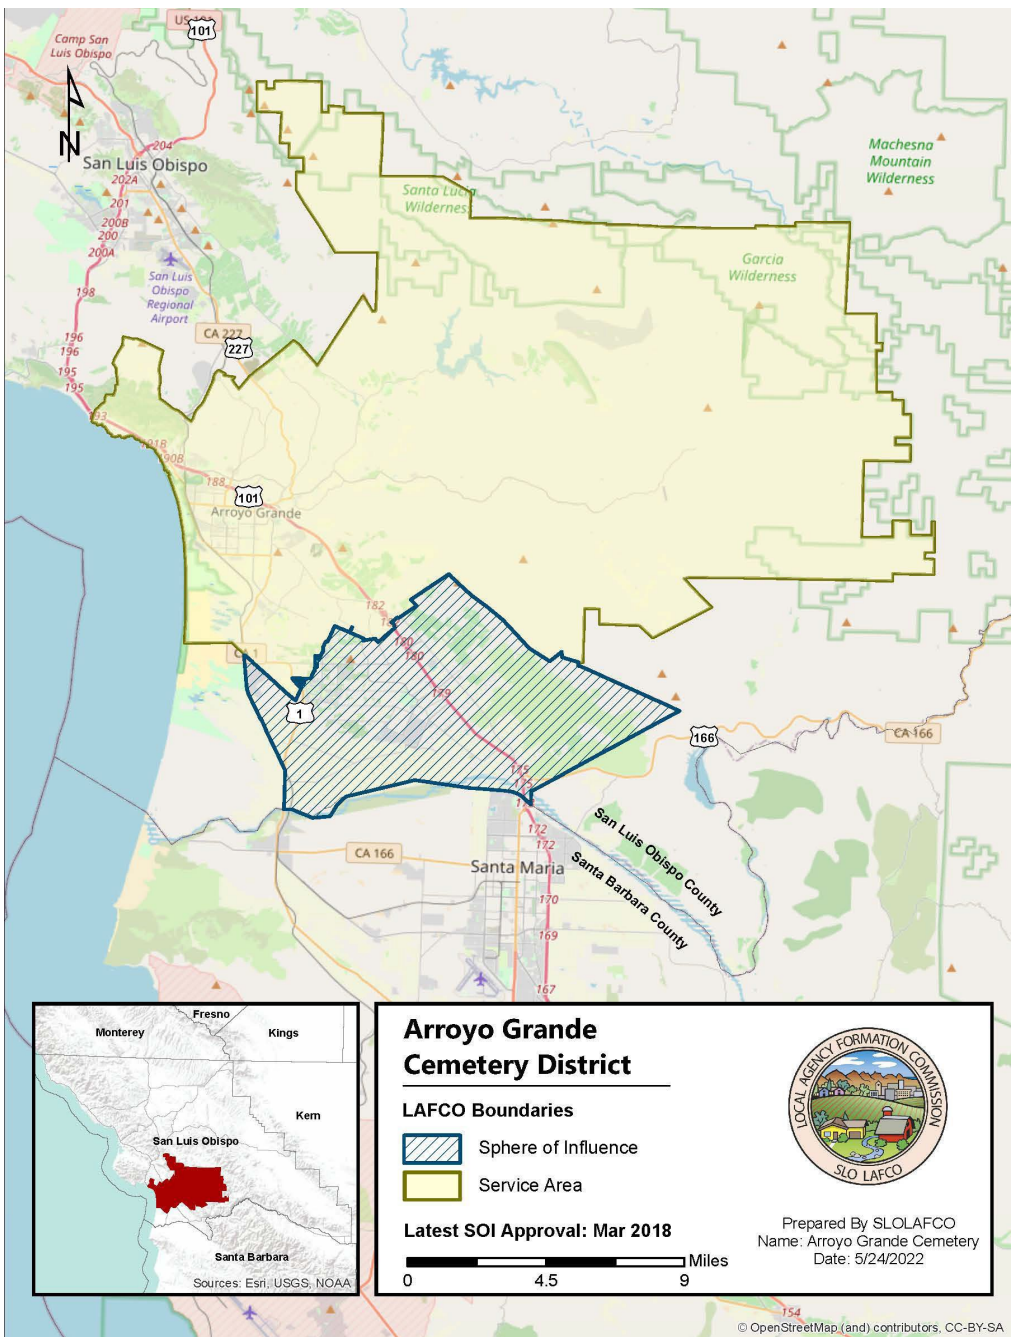 US 101
101
Camp San
Luis Obispo
N
204
San Luis Obispo
202A
201
200B
200
200A
San Luis
Obispo
Regional
Airport
198
196
196
195
195
193
CA 227
227
Santa Lucia
Wilderness
Machesna
Mountain
Wilderness
Garcia
Wilderness
191B
190B
188
101
Arroyo Grande
182
180
180
179
CA 1
1
175
175
166
CA 166
CA 166
172
172
Santa Maria
170
169
167
San Luis Obispo County
Santa Barbara County
Monterey
Fresno
Kings
Kern
San Luis Obispo
Santa Barbara
Sources: Esri, USGS, NOAA
Arroyo Grande
Cemetery District
LAFCO Boundaries
Sphere of Influence
Service Area
Latest SOI Approval: Mar 2018
Miles
0 4.5 9
LOCAL AGENCY FORMATION COMMISSION
SLO LAFCO
Prepared By SLOLAFCO
Name: Arroyo Grande Cemetery
Date: 5/24/2022
154
© OpenStreetMap (and) contributors, CC-BY-SA